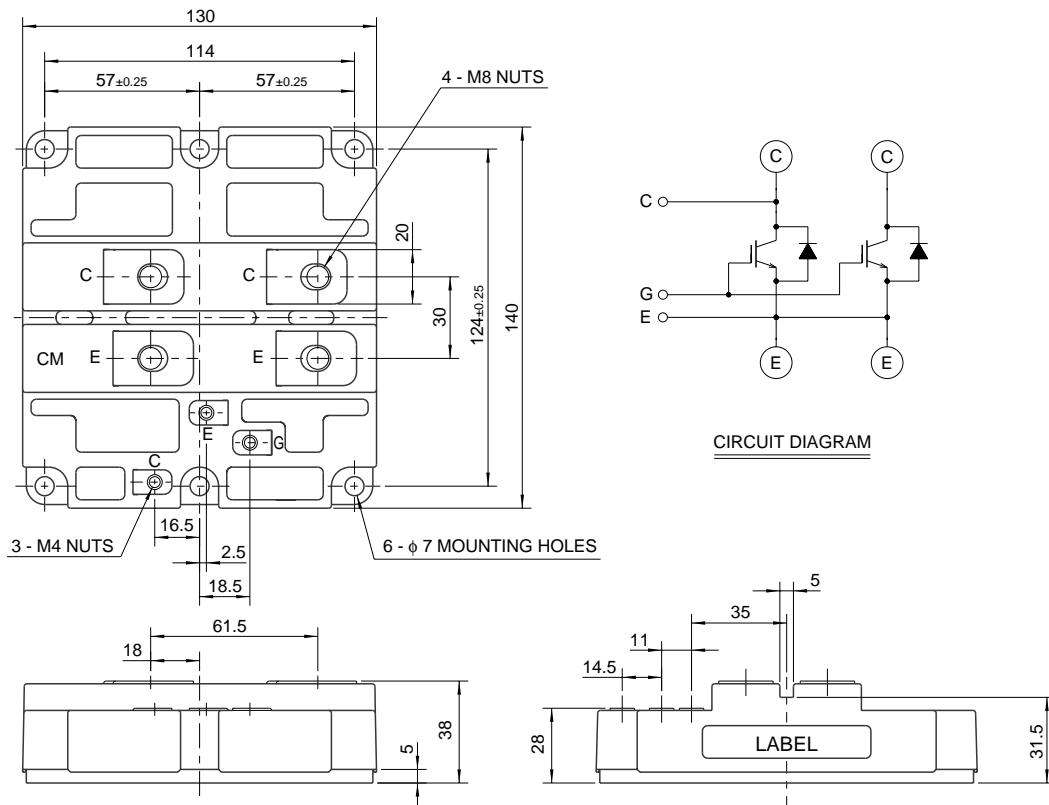 130
114
57±0.25
57±0.25
4 - M8 NUTS
C
C
20
30
124±0.25
140
CM
E
E
E
G
C
16.5
3 - M4 NUTS
2.5
18.5
6 - ϕ 7 MOUNTING HOLES
C
C
C
G
E
E
E
CIRCUIT DIAGRAM
61.5
18
5
38
5
35
11
14.5
28
LABEL
31.5